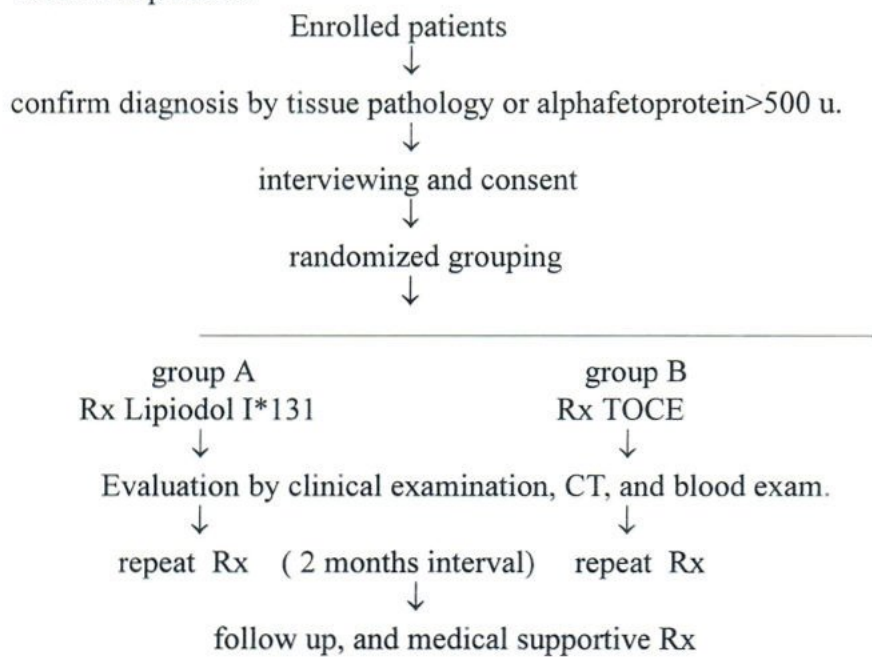 Enrolled patients
↓
confirm diagnosis by tissue pathology or alphafetoprotein>500 u.
↓
interviewing and consent
↓
randomized grouping
↓
group A group B
Rx Lipiodol I*131 Rx TOCE
↓ ↓
Evaluation by clinical examination, CT, and blood exam.
↓ ↓
repeat Rx ( 2 months interval) repeat Rx
↓
follow up, and medical supportive Rx